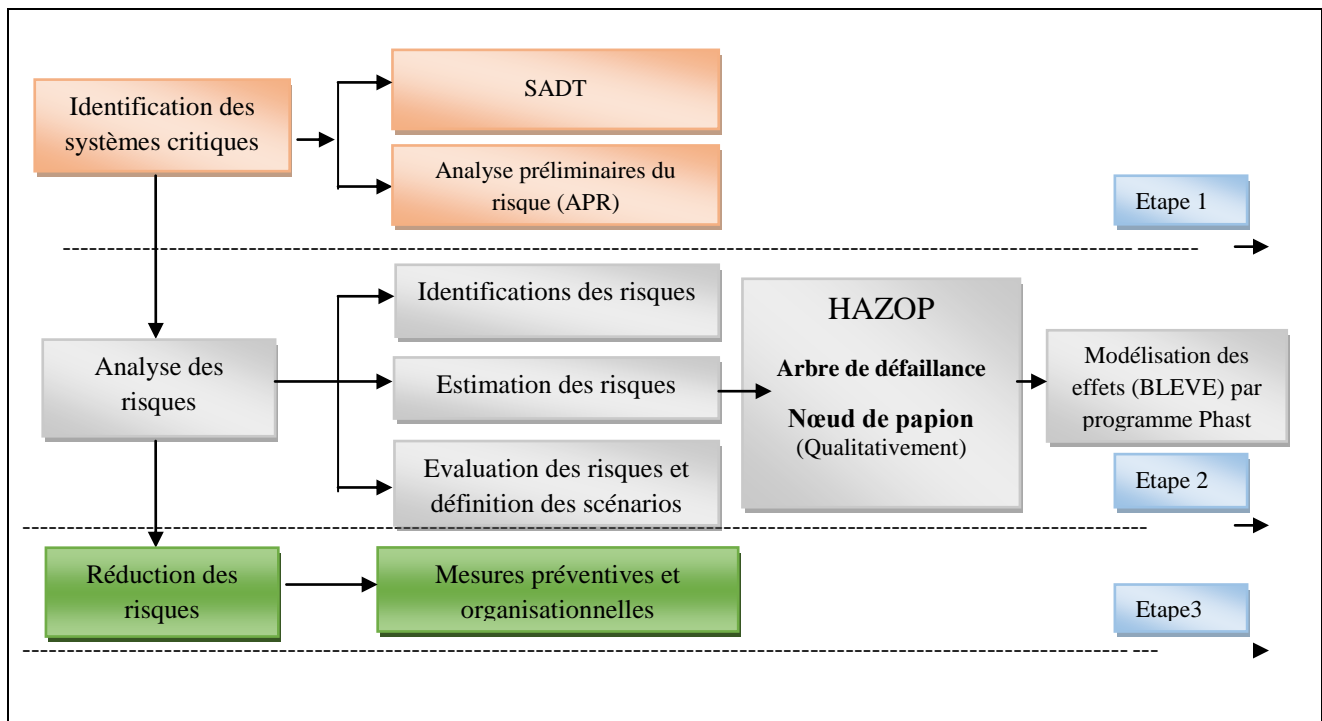 SADT
Identification des
systèmes critiques
Analyse préliminaires du
risque (APR)
Etape 1
Identifications des risques
HAZOP
Arbre de défaillance
Nœud de papion
(Qualitativement)
Modélisation des
effets (BLEVE) par
programme Phast
Analyse des
risques
Estimation des risques
Evaluation des risques et
définition des scénarios
Etape 2
Réduction des
risques
Mesures préventives et
organisationnelles
Etape3